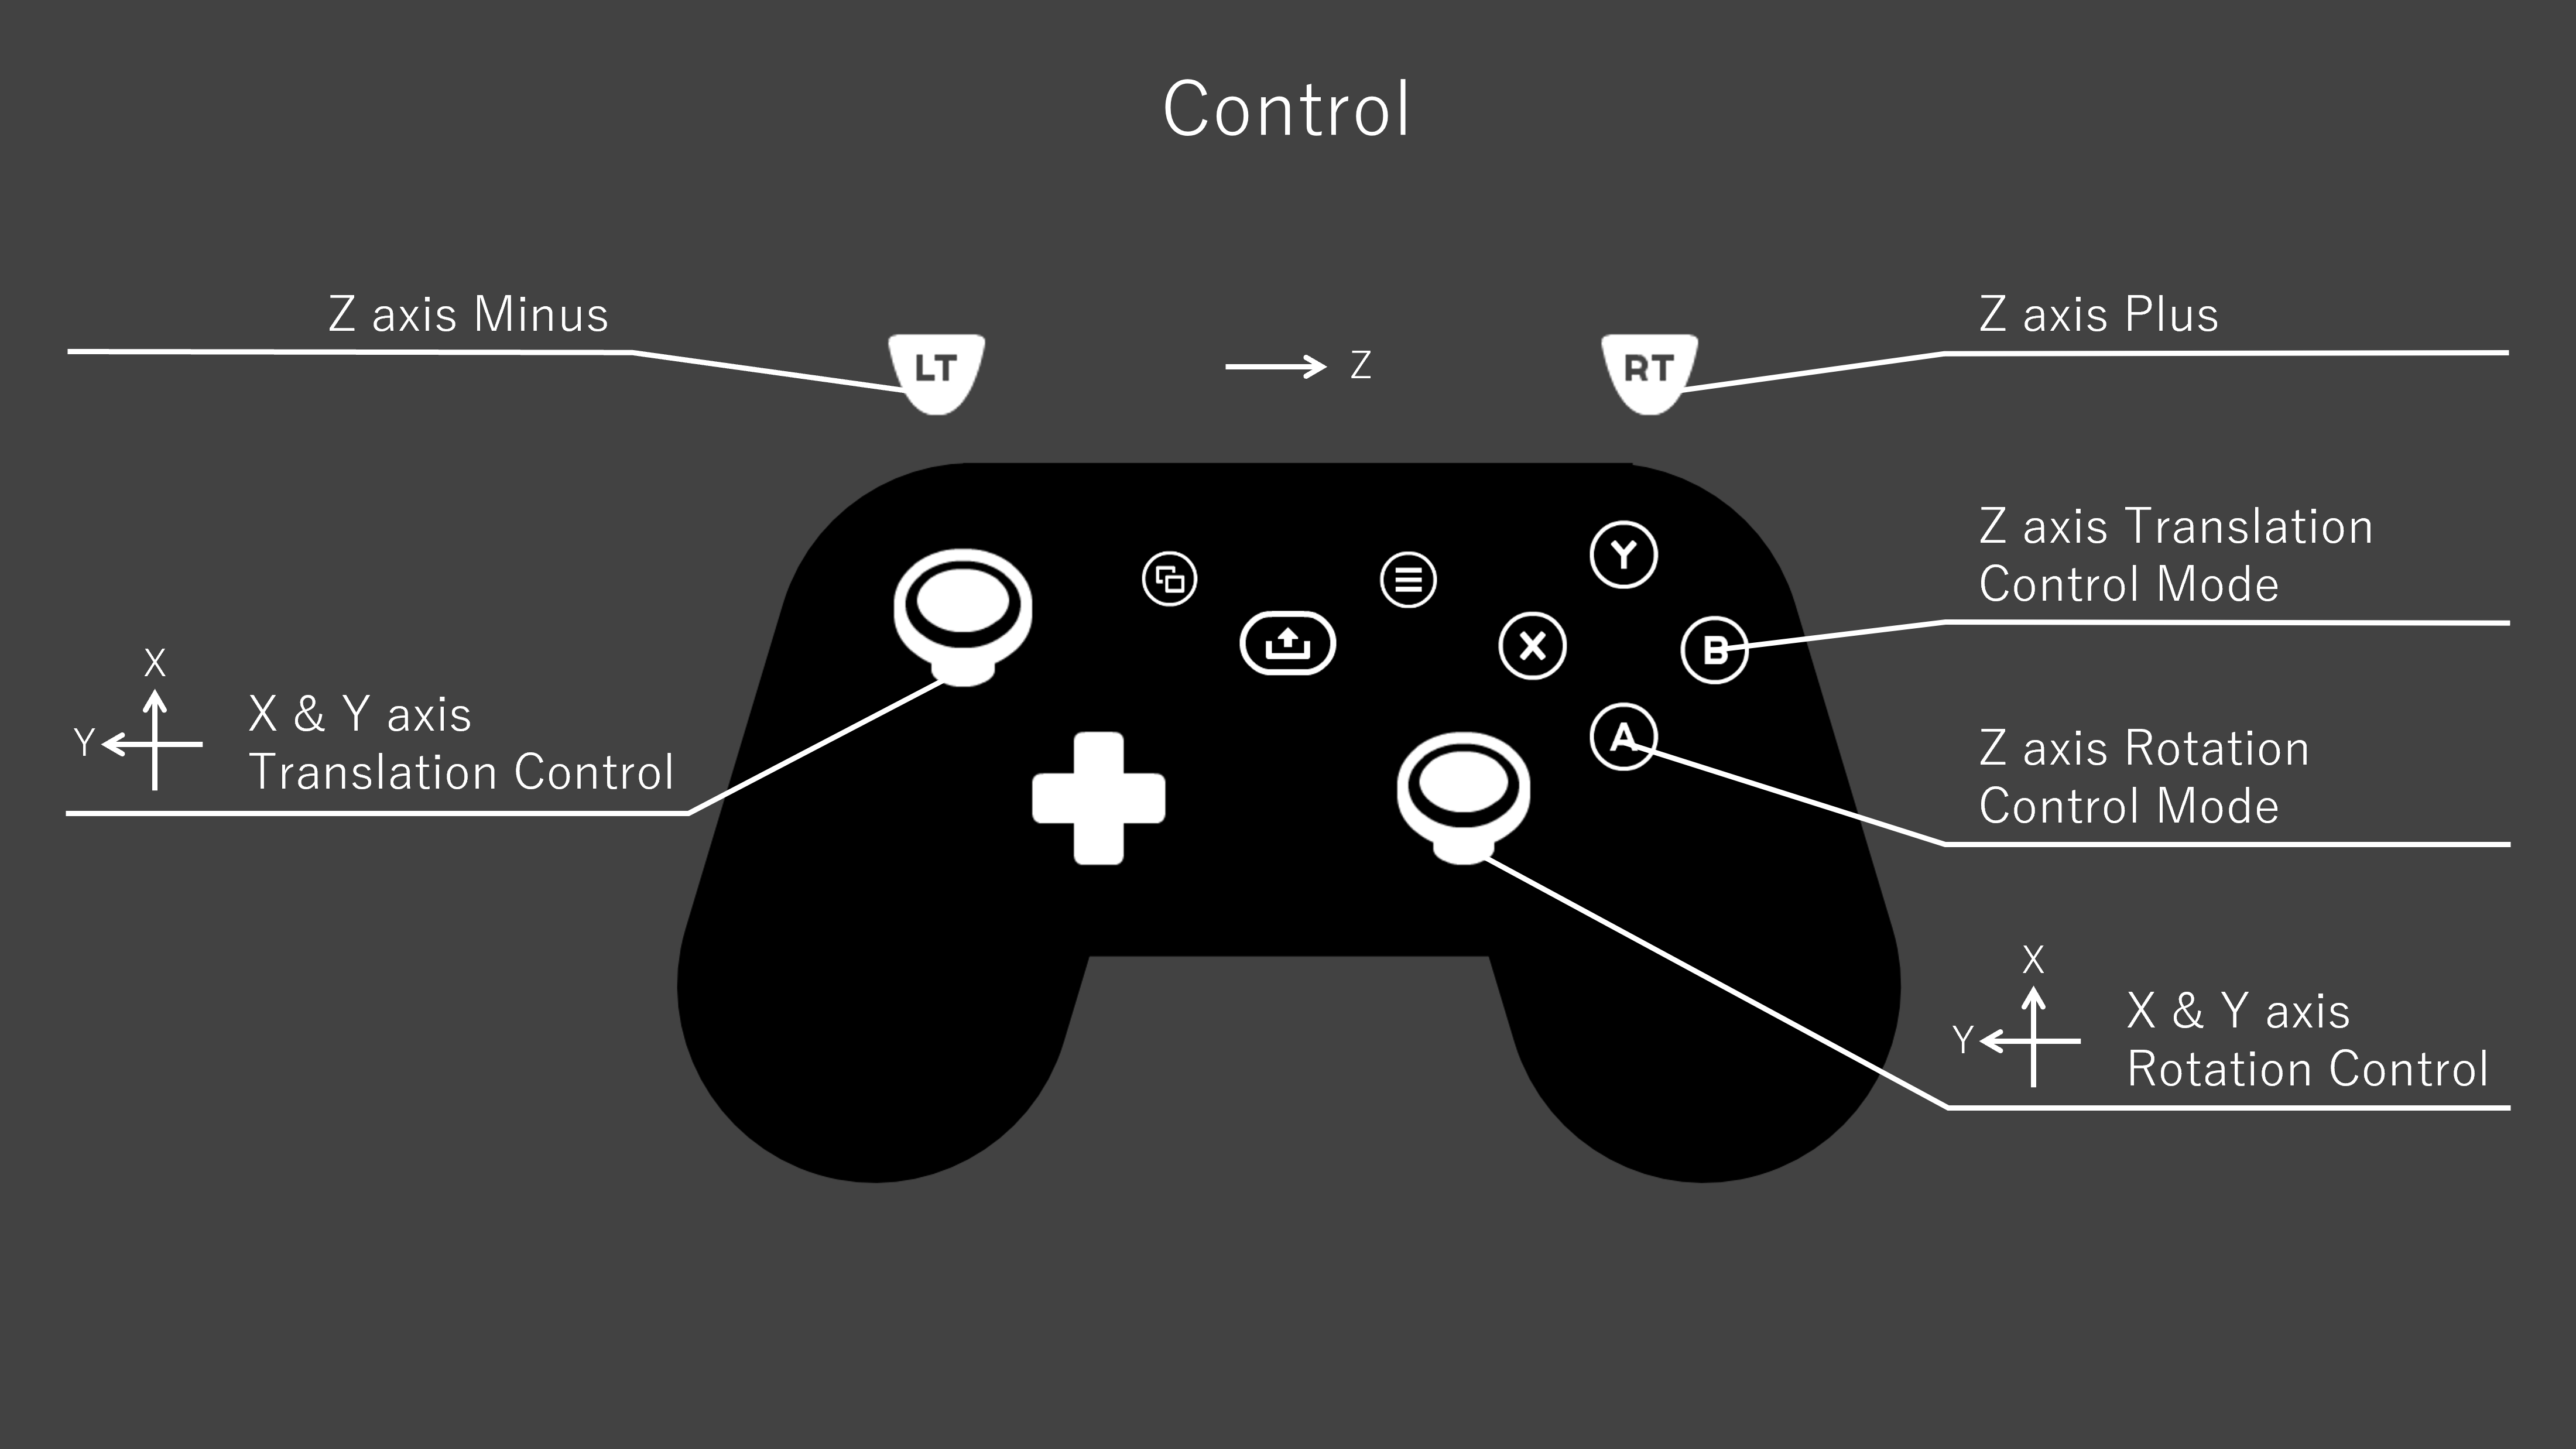 Control
Z axis Minus
LT
Z
RT
Z axis Plus
Y
X
B
A
Z axis Translation
Control Mode
X
Y
X & Y axis
Translation Control
Z axis Rotation
Control Mode
X
Y
X & Y axis
Rotation Control